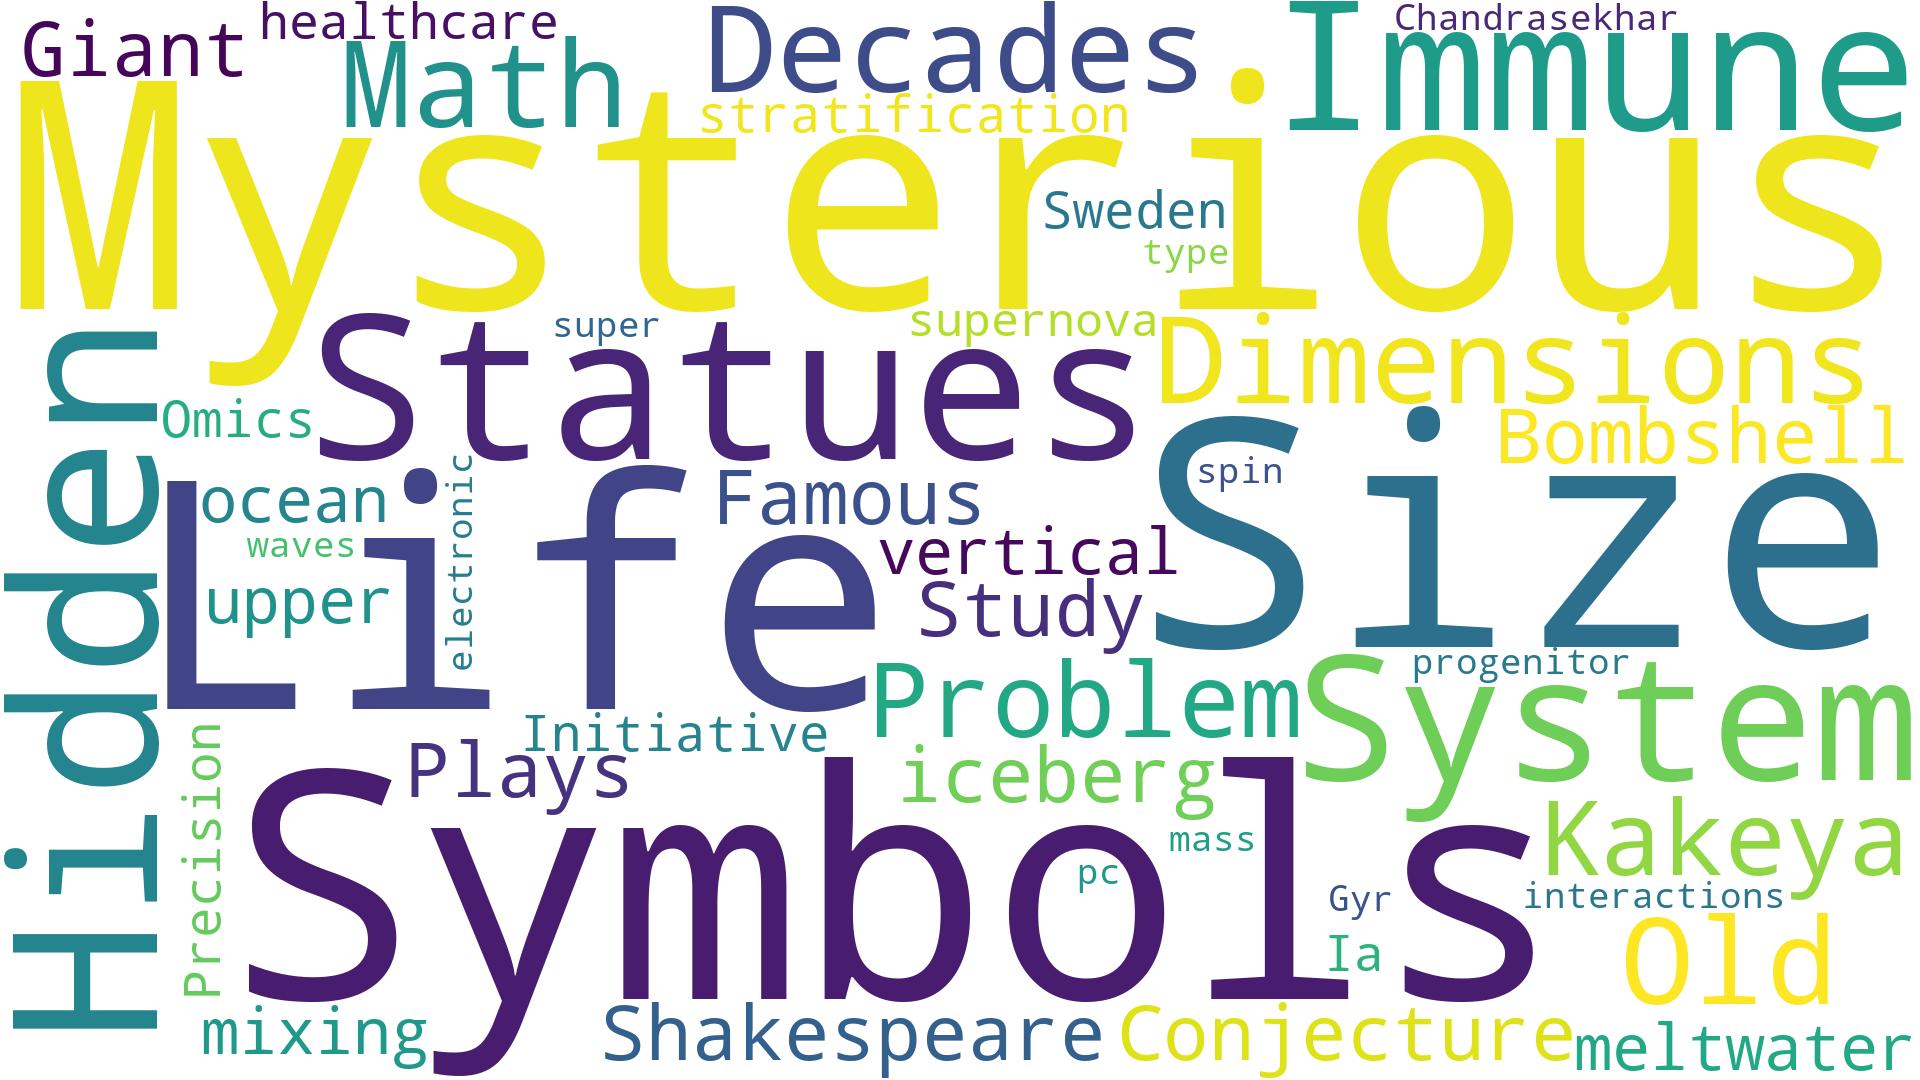 Giant
healthcare
Math
Decades
Immune
Chandrasekhar
stratification
Mysterious
Sweden
type
Hidden
Statues
super
supernova
Dimensions
Omics
Bombshell
Size
spin
ocean
Life
electronic
Famous
waves
vertical
upper
Study
Problem
progenitor
System
Precision
Initiative
Plays
iceberg
Symbols
Kakeya
mass
pc
Gyr
interactions
Ia
Old
mixing
Shakespeare
Conjecture
meltwater